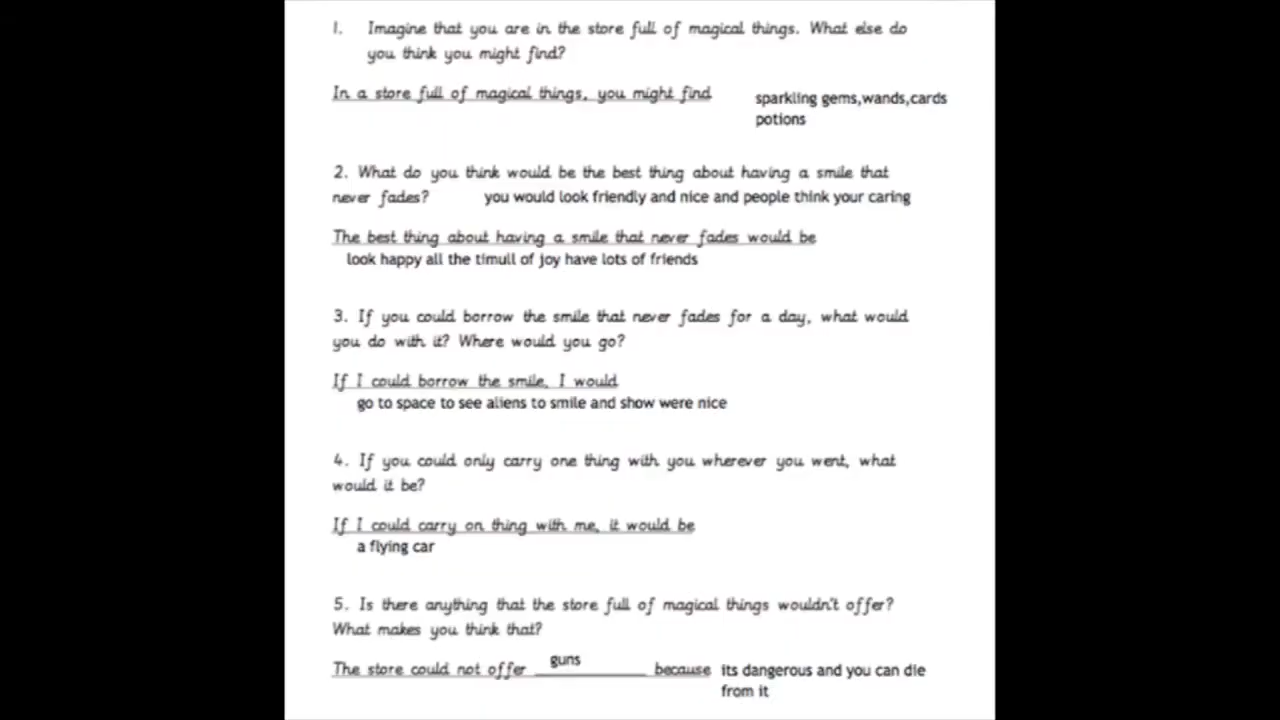 1. Imagine that you are in the store full of magical things. What else do
you think you might find?
In a store full of magical things, you might find
sparkling gems,wands,cards
potions
2. What do you think would be the best thing about having a smile that
never fades? you would look friendly and nice and people think your caring
The best thing about having a smile that never fades would be
look happy all the timull of joy have lots of friends
3. If you could borrow the smile that never fades for a day, what would
you do with it? Where would you go?
If I could borrow the smile, I would
go to space to see aliens to smile and show were nice
4. If you could only carry one thing with you wherever you went, what
would it be?
If I could carry on thing with me, it would be
a flying car
5. Is there anything that the store full of magical things wouldn't offer?
What makes you think that?
The store could not offer guns because its dangerous and you can die
from it